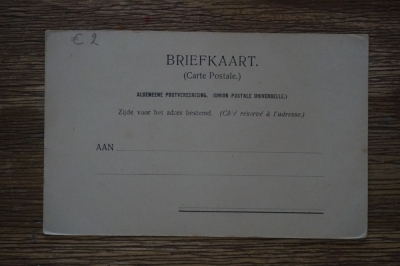 € 2
BRIEFKAART.
(Carte Postale.)
ALGEMEENE POSTVEREENIGING. (UNION POSTALE UNIVERSELLE.)
Zijde voor het adres bestemd. (Côté réservé à l'adresse.)
AAN